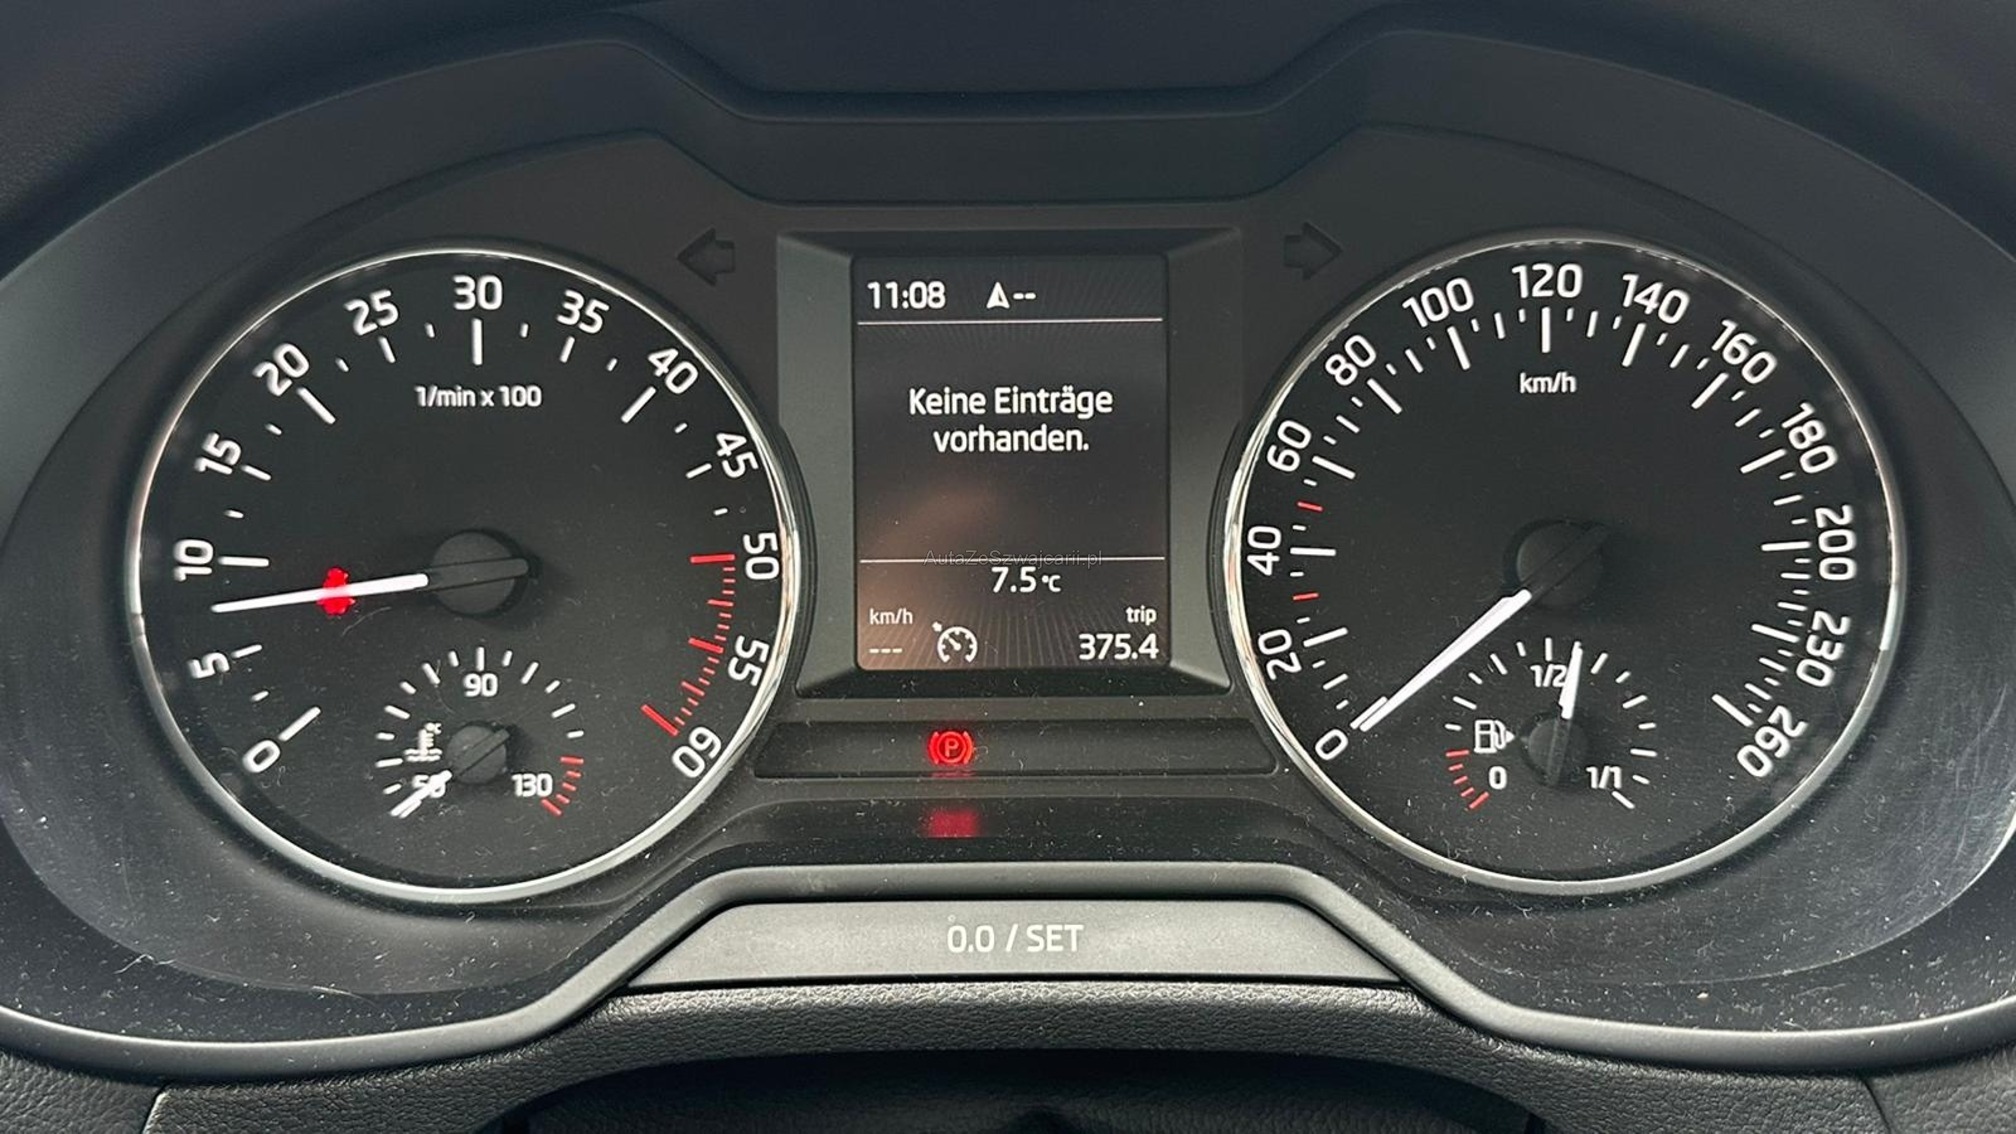 11:08 --
Keine Einträge
vorhanden.
AutaZeSzwajcarii.pl
7.5 °C
km/h trip
--- 375.4
0 5 10 15 20 25 30 35 40 45 50 55 60
1/min x 100
50 90 130
P
0 20 40 60 80 100 120 140 160 180 200 230 260
km/h
0 1/2 1/1
0.0 / SET